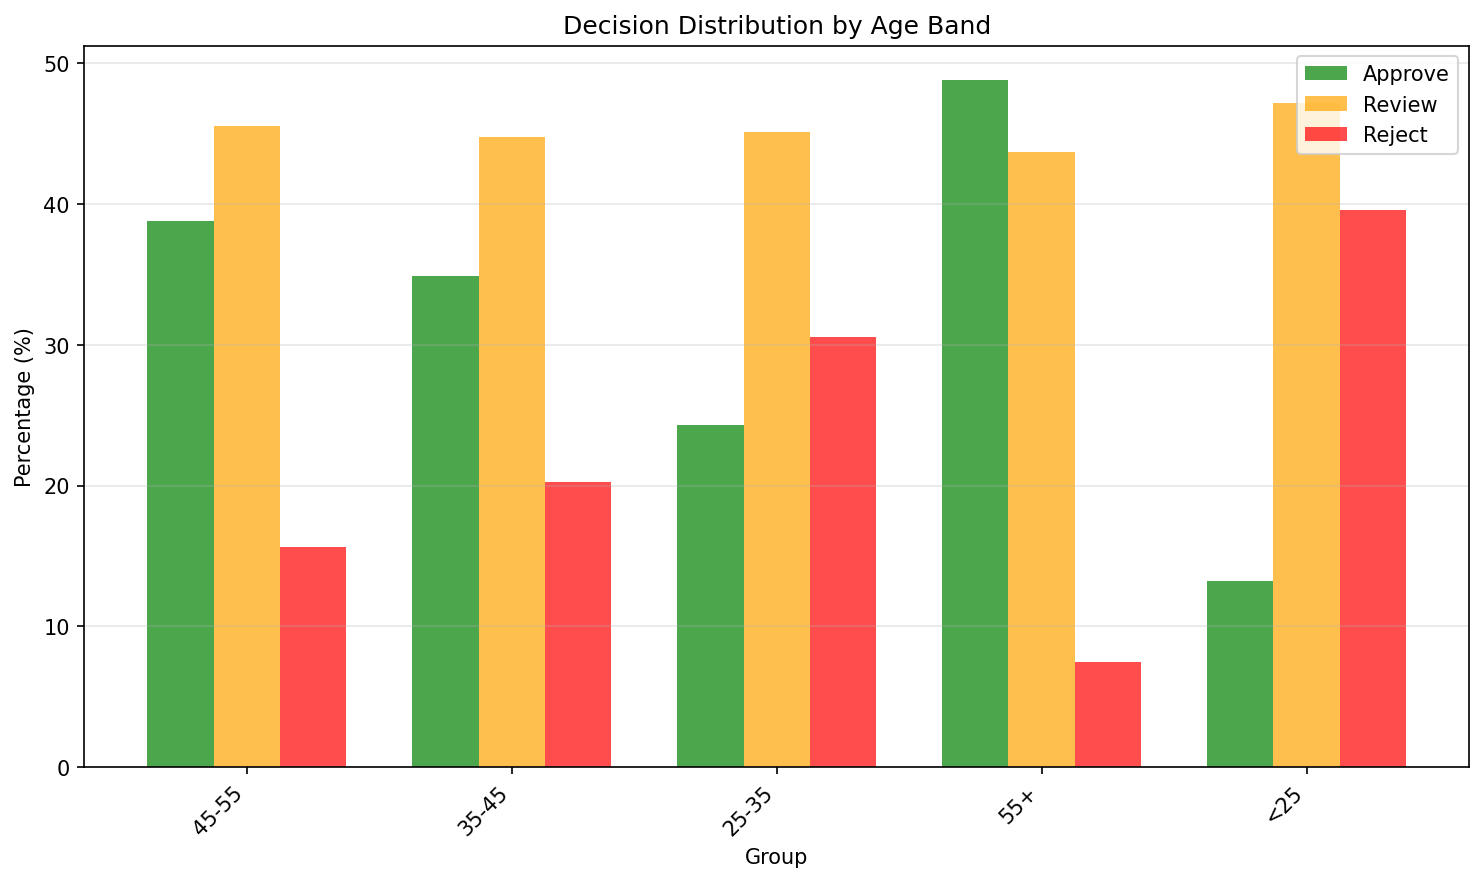 Decision Distribution by Age Band
Approve
Review
Reject
Percentage (%)
50
40
30
20
10
0
45-55
35-45
25-35
55+
<25
Group